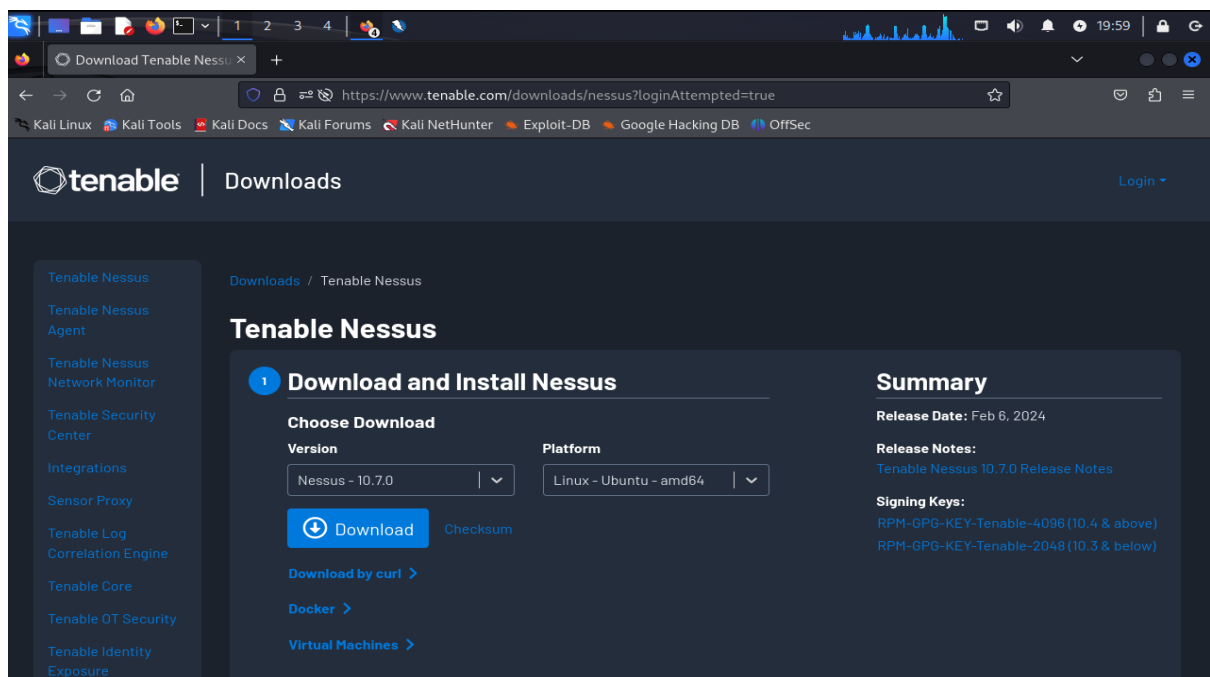 1 2 3 4 19:59
Download Tenable Nessu
https://www.tenable.com/downloads/nessus?loginAttempted=true
Kali Linux Kali Tools Kali Docs Kali Forums Kali NetHunter Exploit-DB Google Hacking DB OffSec
tenable Downloads Login
Tenable Nessus
Tenable Nessus
Agent
Tenable Nessus
Network Monitor
Tenable Security
Center
Integrations
Sensor Proxy
Tenable Log
Correlation Engine
Tenable Core
Tenable OT Security
Tenable Identity
Exposure
Downloads / Tenable Nessus
Tenable Nessus
1 Download and Install Nessus
Choose Download
Version Platform
Nessus - 10.7.0 Linux - Ubuntu - amd64
Download Checksum
Download by curl
Docker
Virtual Machines
Summary
Release Date: Feb 6, 2024
Release Notes:
Tenable Nessus 10.7.0 Release Notes
Signing Keys:
RPM-GPG-KEY-Tenable-4096 (10.4 & above)
RPM-GPG-KEY-Tenable-2048 (10.3 & below)